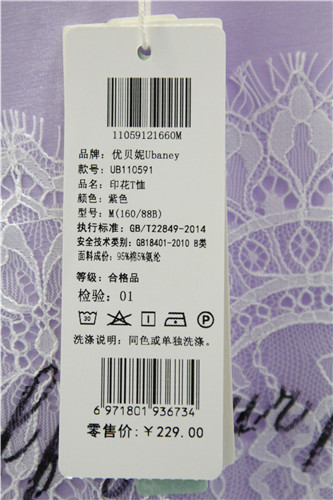 11059121660M
品牌：优贝妮Ubaney
款号：UB110591
品名：印花T恤
颜色：紫色
型号：M(160/88B)
执行标准：GB/T22849-2014
安全技术类别：GB18401-2010 B类
面料成份：95%棉5%氨纶
等级：合格品
检验：01
30 P
洗涤说明：同色或单独洗涤。
6 971801 936734
零售价：￥229.00